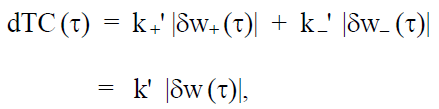 dTC (τ) = k₊' |δw₊ (τ)| + k₋' |δw₋ (τ)|
= k' |δw (τ)|,